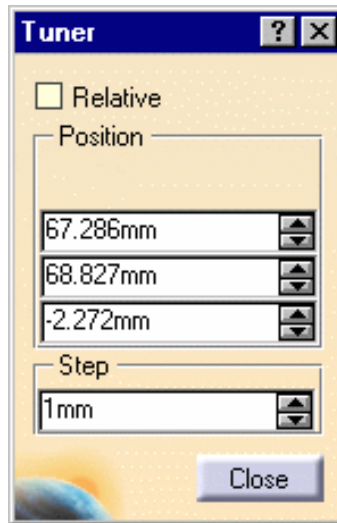 Tuner
Relative
Position
67.286mm
68.827mm
-2.272mm
Step
1mm
Close